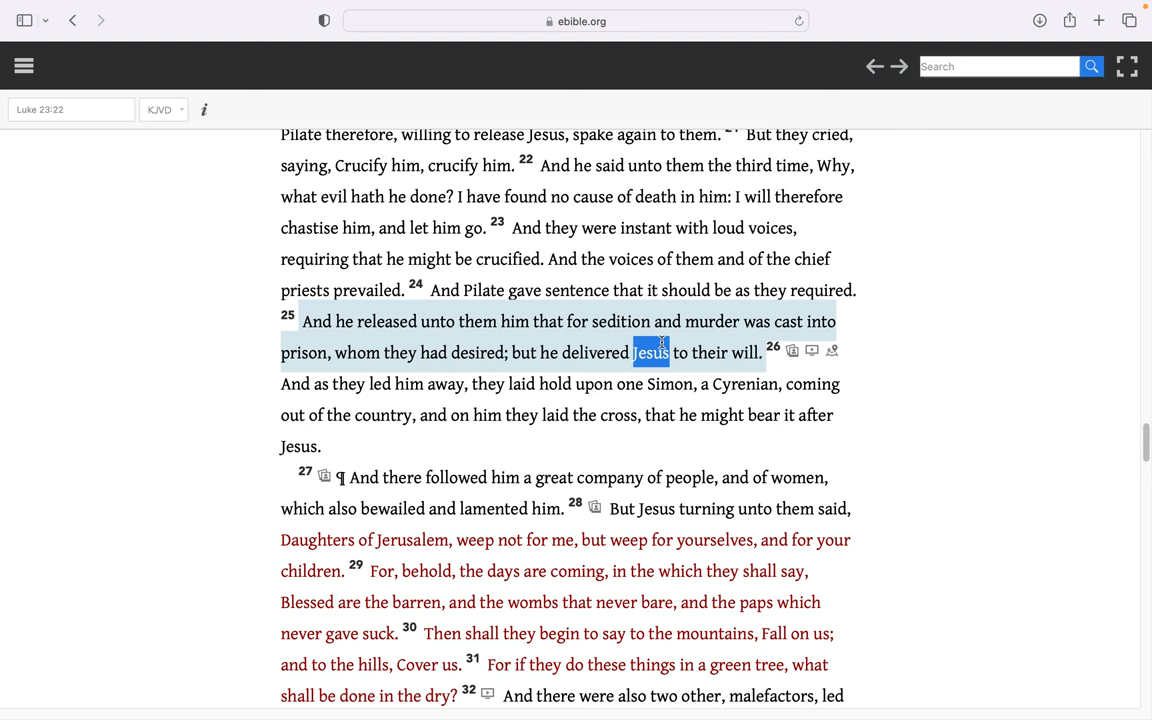 ebible.org
Search
Luke 23:22 KJVD i
Pilate therefore, willing to release Jesus, spake again to them. 21 But they cried,
saying, Crucify him, crucify him. 22 And he said unto them the third time, Why,
what evil hath he done? I have found no cause of death in him: I will therefore
chastise him, and let him go. 23 And they were instant with loud voices,
requiring that he might be crucified. And the voices of them and of the chief
priests prevailed. 24 And Pilate gave sentence that it should be as they required.
25 And he released unto them him that for sedition and murder was cast into
prison, whom they had desired; but he delivered Jesus to their will. 26
And as they led him away, they laid hold upon one Simon, a Cyrenian, coming
out of the country, and on him they laid the cross, that he might bear it after
Jesus.
27 ¶ And there followed him a great company of people, and of women,
which also bewailed and lamented him. 28 But Jesus turning unto them said,
Daughters of Jerusalem, weep not for me, but weep for yourselves, and for your
children. 29 For, behold, the days are coming, in the which they shall say,
Blessed are the barren, and the wombs that never bare, and the paps which
never gave suck. 30 Then shall they begin to say to the mountains, Fall on us;
and to the hills, Cover us. 31 For if they do these things in a green tree, what
shall be done in the dry? 32 And there were also two other, malefactors, led